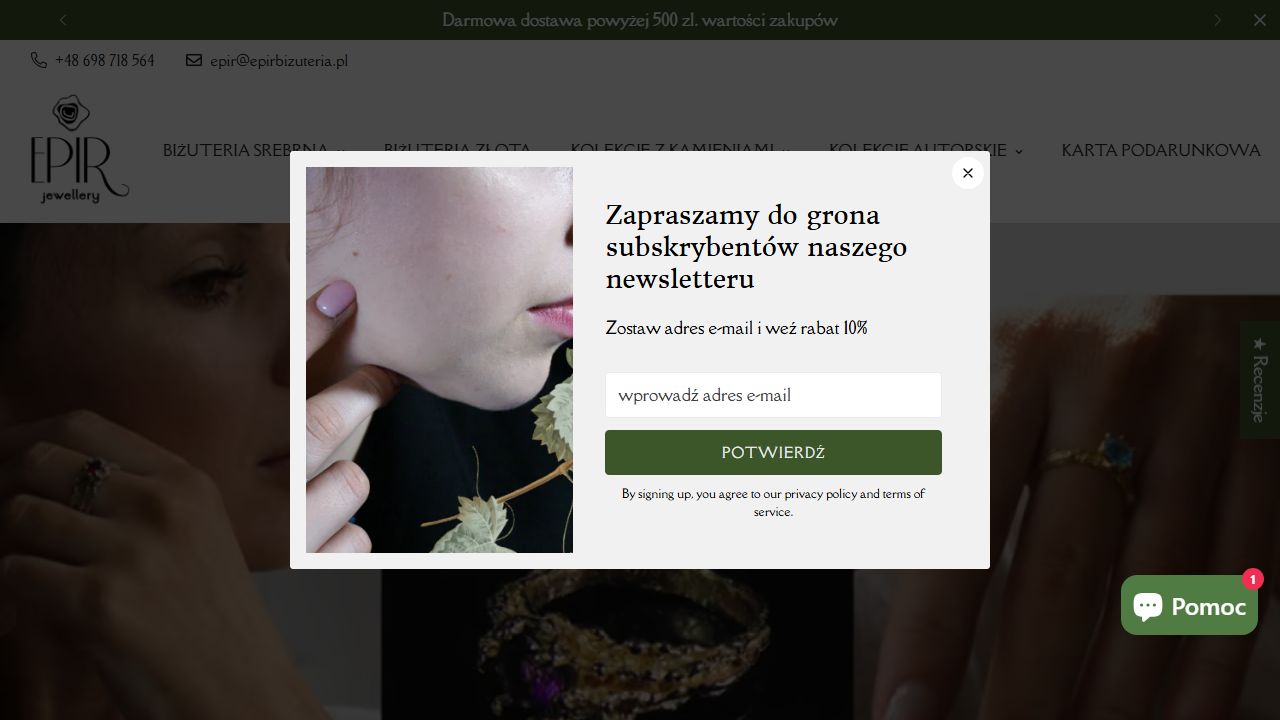 Darmowa dostawa powyżej 500 zl. wartości zakupów
+48 698 718 564 epir@epirbizuteria.pl
EPIR
jewellery
BIŻUTERIA SREBRNA BIŻUTERIA ZŁOTA KOLEKCJE Z KAMIENIAMI KOLEKCJE AUTORSKIE KARTA PODARUNKOWA
Zapraszamy do grona
subskrybentów naszego
newsletteru
Zostaw adres e-mail i weź rabat 10%
wprowadź adres e-mail
POTWIERDŹ
By signing up, you agree to our privacy policy and terms of
service.
★ Recenzje
Pomoc
1